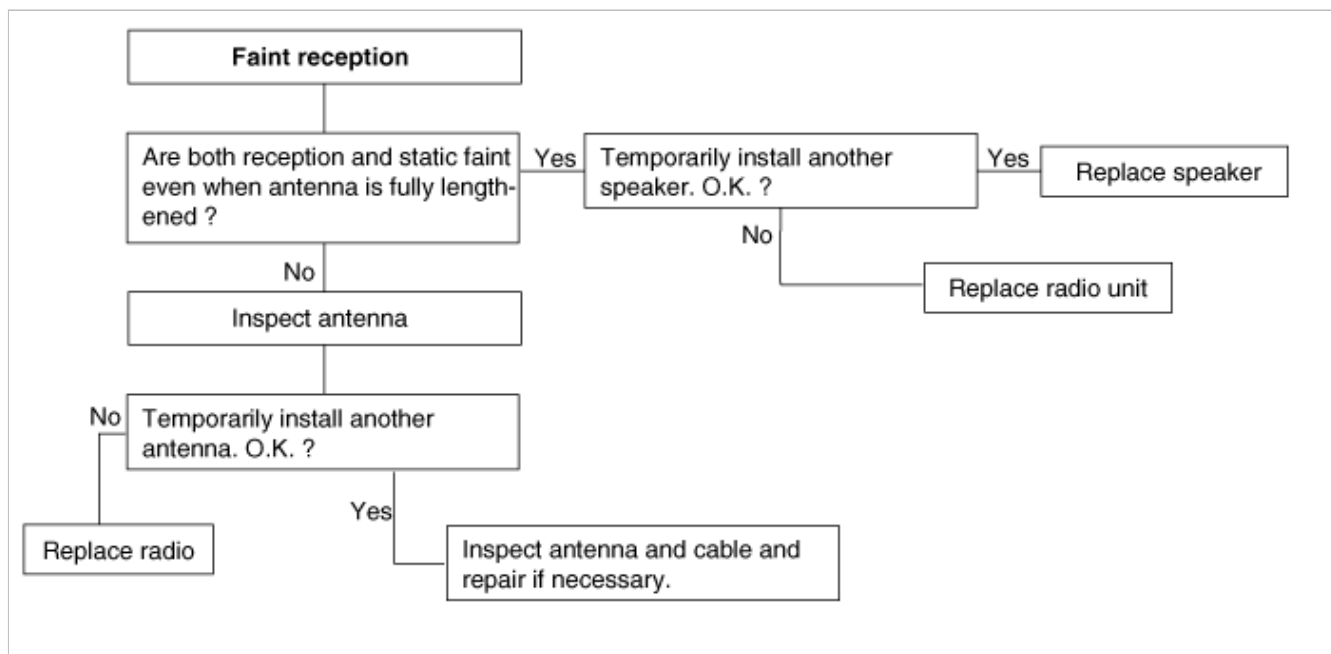 Faint reception
Are both reception and static faint
even when antenna is fully length-
ened ?
Yes
Temporarily install another
speaker. O.K. ?
Yes
Replace speaker
No
Replace radio unit
No
Inspect antenna
No
Temporarily install another
antenna. O.K. ?
Replace radio
Yes
Inspect antenna and cable and
repair if necessary.